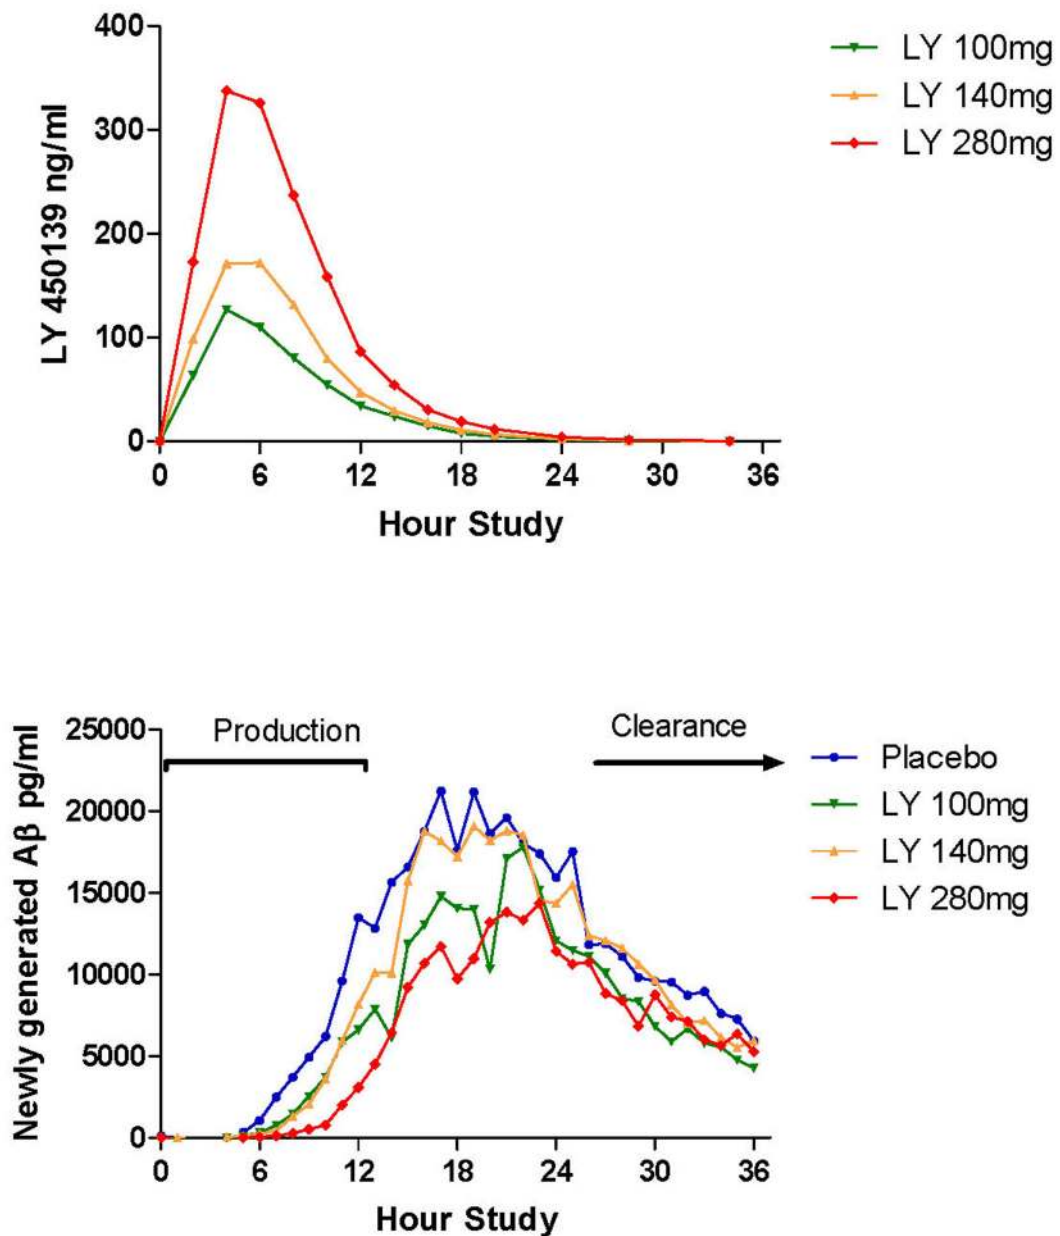 400
300
200
100
0
LY 450139 ng/ml
0 6 12 18 24 30 36
Hour Study
LY 100mg
LY 140mg
LY 280mg
25000
20000
15000
10000
5000
0
Newly generated Aβ pg/ml
Production
Clearance
0 6 12 18 24 30 36
Hour Study
Placebo
LY 100mg
LY 140mg
LY 280mg